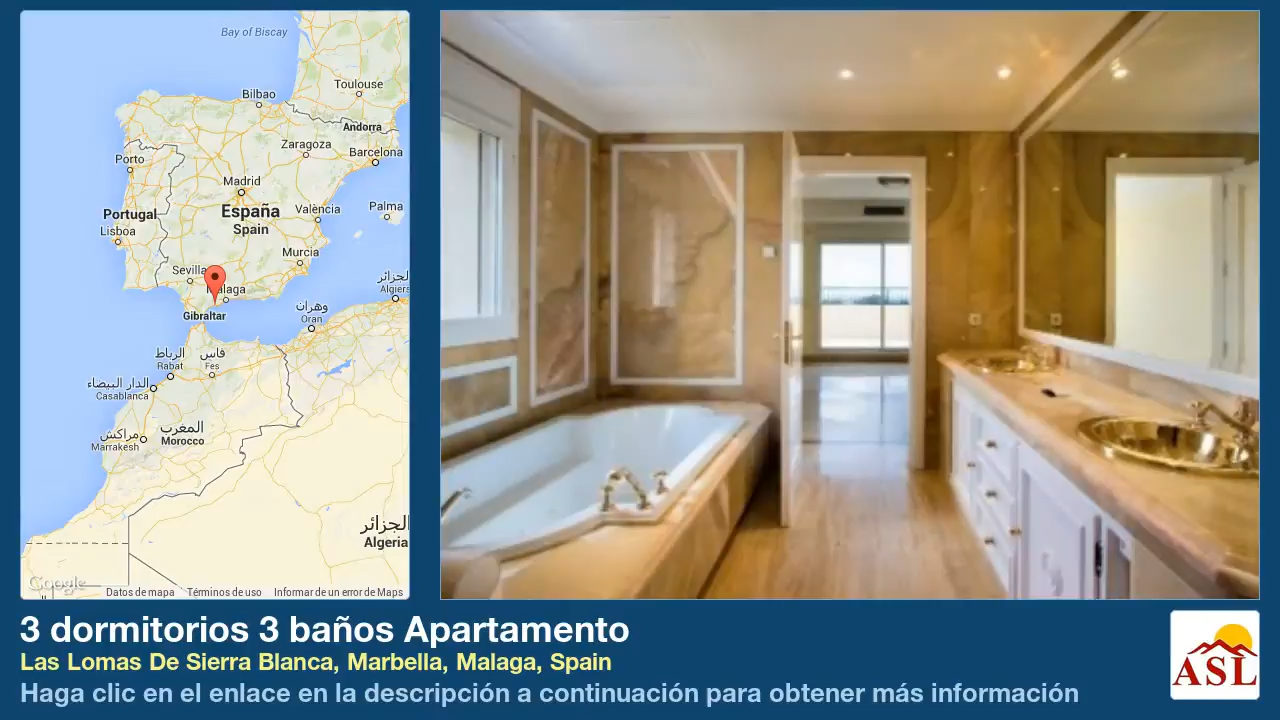 Bay of Biscay
Toulouse
Bilbao
Andorra
Zaragoza
Barcelona
Porto
Madrid
Palma
España
Spain
València
Portugal
Lisboa
Murcia
Sevilla
Málaga
الجزائر
Algiers
وهران
Oran
Gibraltar
الرباط
Rabat
فاس
Fes
الدار البيضاء
Casablanca
المغرب
Morocco
مراكش
Marrakesh
الجزائر
Algeria
Google
Datos de mapa
Términos de uso
Informar de un error de Maps
3 dormitorios 3 baños Apartamento
Las Lomas De Sierra Blanca, Marbella, Malaga, Spain
Haga clic en el enlace en la descripción a continuación para obtener más información
ASL